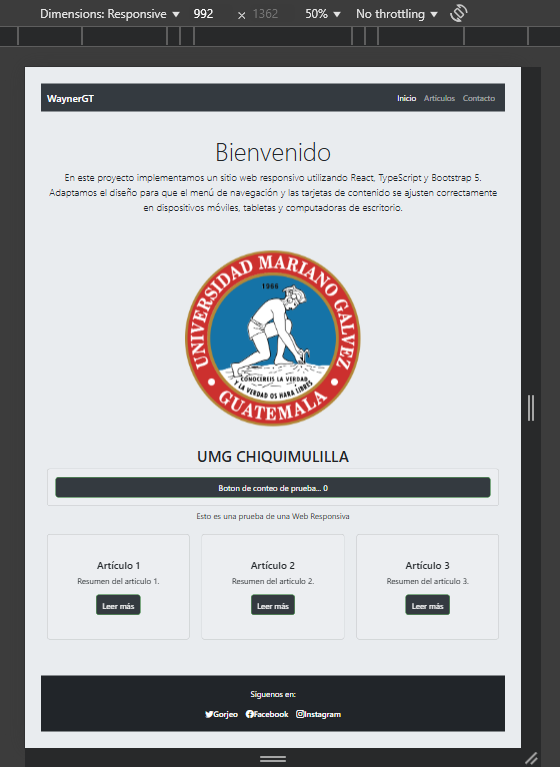 Dimensions: Responsive 992 × 1362 50% No throttling
WaynerGT Inicio Articulos Contacto
Bienvenido
En este proyecto implementamos un sitio web responsivo utilizando React, TypeScript y Bootstrap 5.
Adaptamos el diseño para que el menú de navegación y las tarjetas de contenido se ajusten correctamente
en dispositivos móviles, tabletas y computadoras de escritorio.
UNIVERSIDAD MARIANO GALVEZ
1966
CONOCEREIS LA VERDAD
Y LA VERDAD OS HARA LIBRES
GUATEMALA
UMG CHIQUIMULILLA
Boton de conteo de prueba... 0
Esto es una prueba de una Web Responsiva
Artículo 1 Artículo 2 Artículo 3
Resumen del artículo 1. Resumen del artículo 2. Resumen del artículo 3.
Leer más Leer más Leer más
Siguenos en:
Gorjeo Facebook Instagram